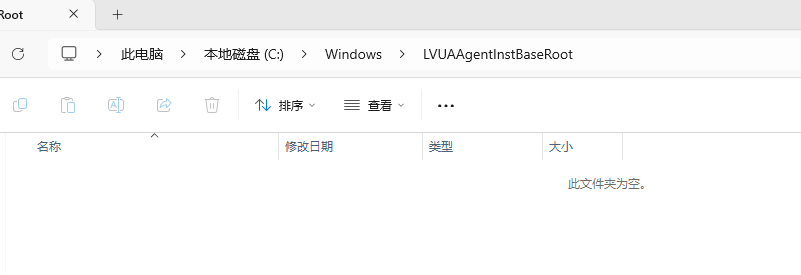 Root
此电脑 本地磁盘 (C:) Windows LVUAAgentInstBaseRoot
排序 查看
名称 修改日期 类型 大小
此文件夹为空。